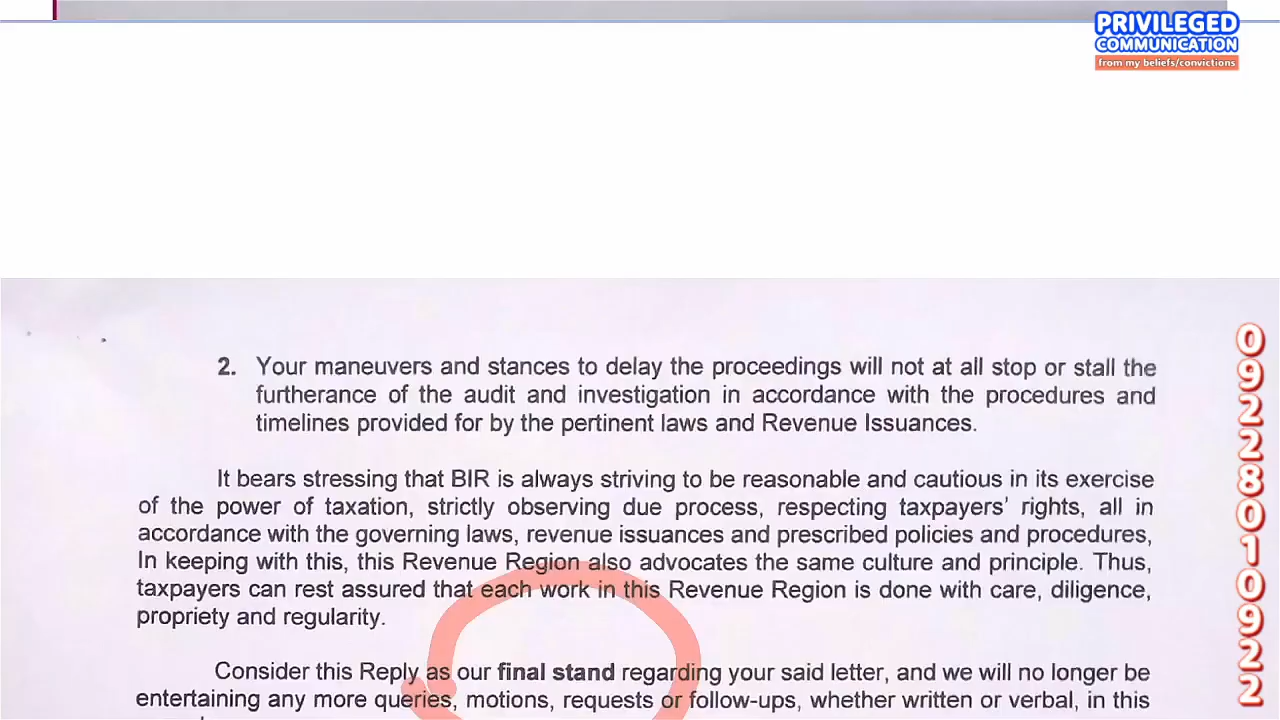 PRIVILEGED
COMMUNICATION
from my beliefs/convictions
2. Your maneuvers and stances to delay the proceedings will not at all stop or stall the
furtherance of the audit and investigation in accordance with the procedures and
timelines provided for by the pertinent laws and Revenue Issuances.
It bears stressing that BIR is always striving to be reasonable and cautious in its exercise
of the power of taxation, strictly observing due process, respecting taxpayers' rights, all in
accordance with the governing laws, revenue issuances and prescribed policies and procedures,
In keeping with this, this Revenue Region also advocates the same culture and principle. Thus,
taxpayers can rest assured that each work in this Revenue Region is done with care, diligence,
propriety and regularity.
Consider this Reply as our final stand regarding your said letter, and we will no longer be
entertaining any more queries, motions, requests or follow-ups, whether written or verbal, in this
09228010922